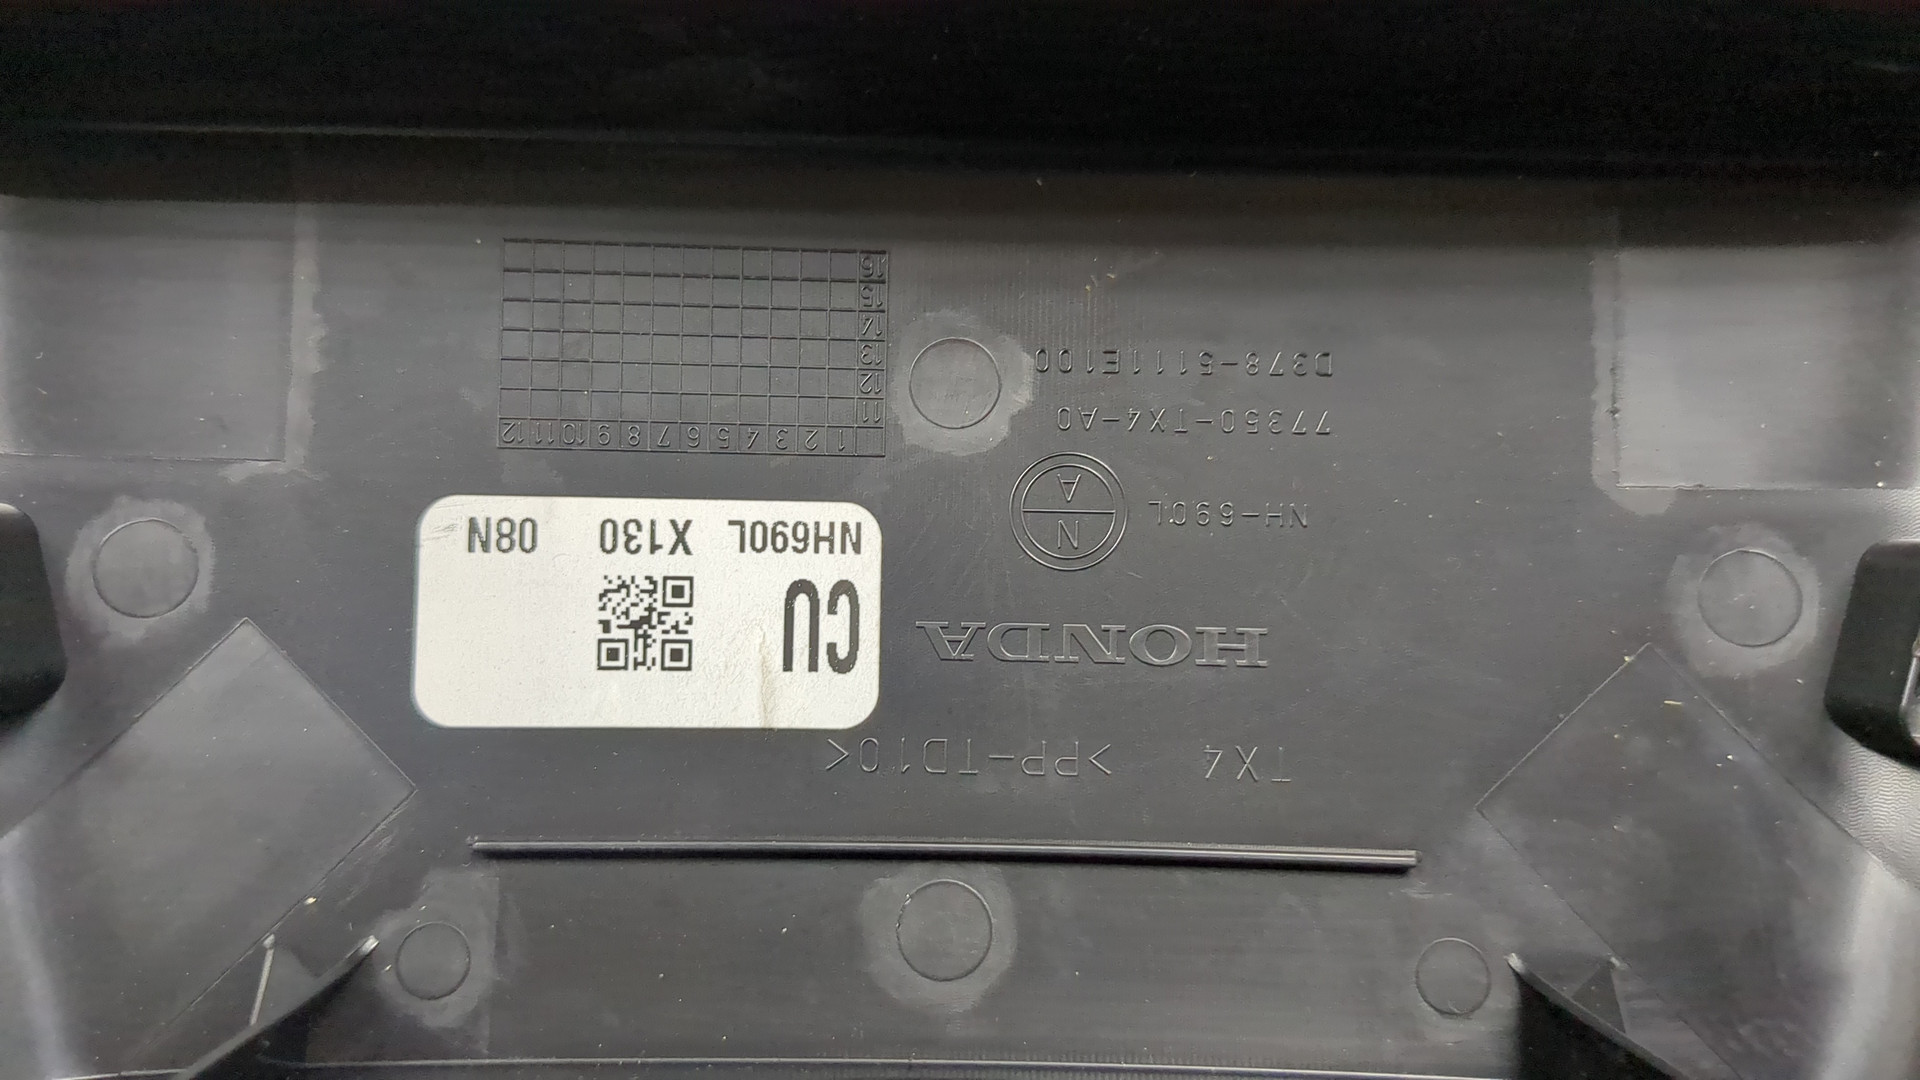 TX4 >PP-TD10<
HONDA
NH-690L
N
A
77350-TX4-A0
D378-5111E100
CU
NH690L X130 08N
1 2 3 4 5 6 7 8 9 10 11 12
11
12
13
14
15
16